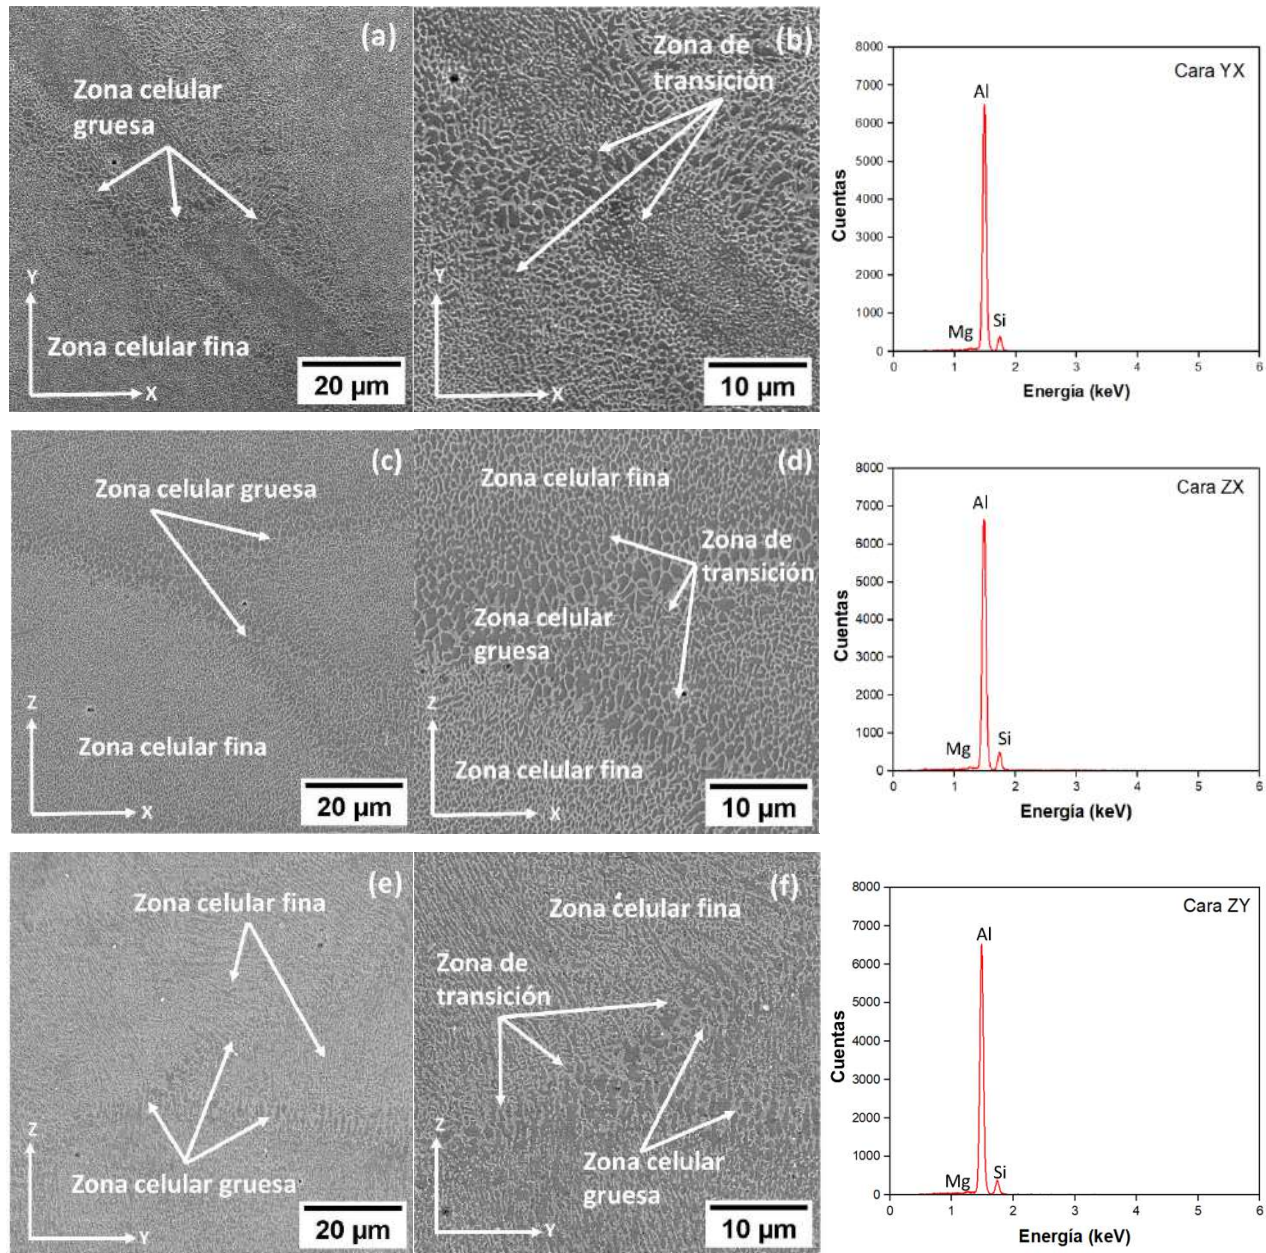 (a)
Zona celular
gruesa
Y
X
Zona celular fina
20 µm
(b)
Zona de
transición
Y
X
10 µm
Cara YX
8000
7000
6000
5000
4000
3000
2000
1000
0
Cuentas
Al
Mg
Si
0 1 2 3 4 5 6
Energía (keV)
(c)
Zona celular gruesa
Z
X
Zona celular fina
20 µm
(d)
Zona celular fina
Zona de
transición
Zona celular
gruesa
Z
X
Zona celular fina
10 µm
Cara ZX
8000
7000
6000
5000
4000
3000
2000
1000
0
Cuentas
Al
Mg
Si
0 1 2 3 4 5 6
Energía (keV)
(e)
Zona celular fina
Z
Y
Zona celular gruesa
20 µm
(f)
Zona celular fina
Zona de
transición
Z
Y
Zona celular
gruesa
10 µm
Cara ZY
8000
7000
6000
5000
4000
3000
2000
1000
0
Cuentas
Al
Mg
Si
0 1 2 3 4 5 6
Energía (keV)